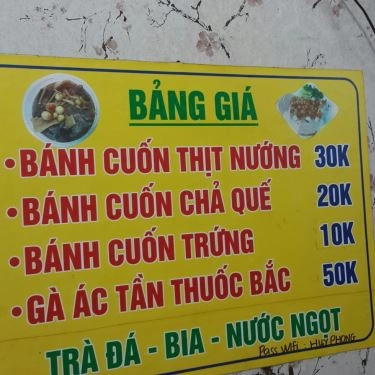 BẢNG GIÁ
• BÁNH CUỐN THỊT NƯỚNG 30K
• BÁNH CUỐN CHẢ QUẾ 20K
• BÁNH CUỐN TRỨNG 10K
• GÀ ÁC TẦN THUỐC BẮC 50K
TRÀ ĐÁ - BIA - NƯỚC NGỌT
Pass Wifi : HUY PHONG